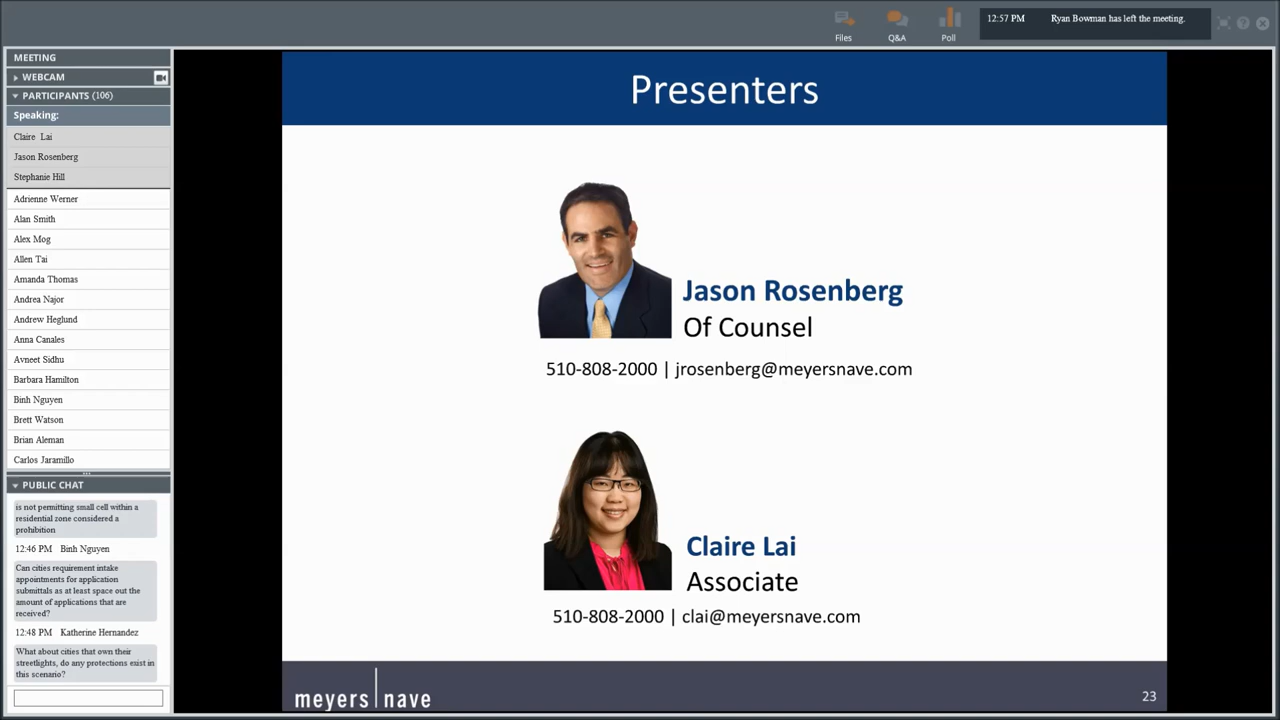 Files
Q&A
Poll
12:57 PM Ryan Bowman has left the meeting.
MEETING
WEBCAM
PARTICIPANTS (106)
Speaking:
Claire Lai
Jason Rosenberg
Stephanie Hill
Adrienne Werner
Alan Smith
Alex Mog
Allen Tai
Amanda Thomas
Andrea Najor
Andrew Heglund
Anna Canales
Avneet Sidhu
Barbara Hamilton
Binh Nguyen
Brett Watson
Brian Aleman
Carlos Jaramillo
PUBLIC CHAT
is not permitting small cell within a
residential zone considered a
prohibition
12:46 PM Binh Nguyen
Can cities requirement intake
appointments for application
submittals as at least space out the
amount of applications that are
received?
12:48 PM Katherine Hernandez
What about cities that own their
streetlights, do any protections exist in
this scenario?
Presenters
Jason Rosenberg
Of Counsel
510-808-2000 | jrosenberg@meyersnave.com
Claire Lai
Associate
510-808-2000 | clai@meyersnave.com
meyers | nave
23